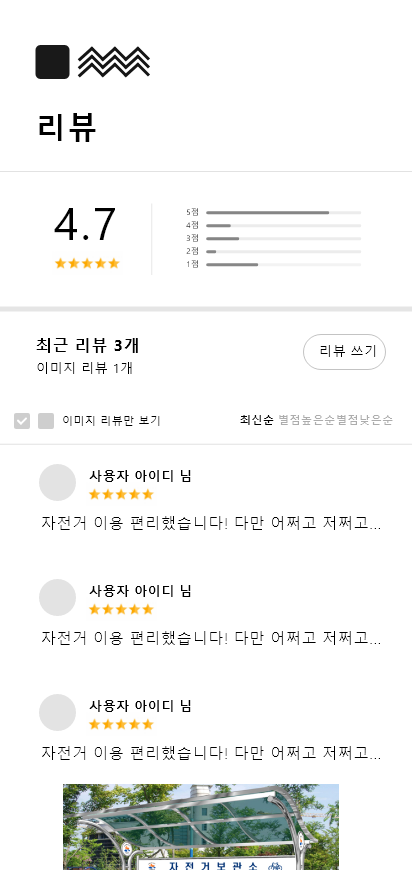 리뷰
4.7
5점
4점
3점
2점
1점
최근 리뷰 3개
이미지 리뷰 1개
리뷰 쓰기
이미지 리뷰만 보기
최신순 별점높은순별점낮은순
사용자 아이디 님
자전거 이용 편리했습니다! 다만 어쩌고 저쩌고...
사용자 아이디 님
자전거 이용 편리했습니다! 다만 어쩌고 저쩌고...
사용자 아이디 님
자전거 이용 편리했습니다! 다만 어쩌고 저쩌고...
자전거보관소